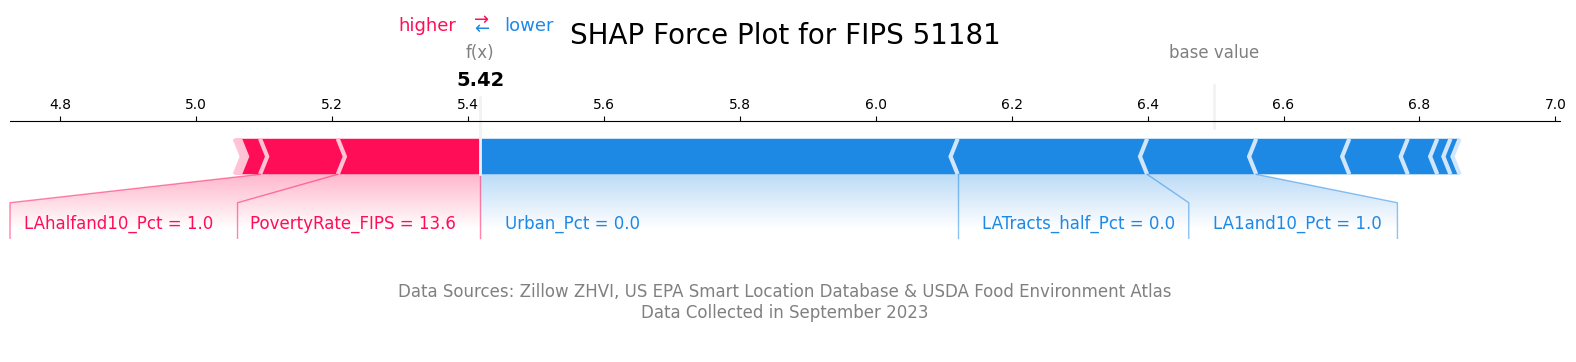 higher ⇄ lower
SHAP Force Plot for FIPS 51181
f(x)
base value
5.42
4.8 5.0 5.2 5.4 5.6 5.8 6.0 6.2 6.4 6.6 6.8 7.0
LAhalfand10_Pct = 1.0 PovertyRate_FIPS = 13.6 Urban_Pct = 0.0 LATracts_half_Pct = 0.0 LA1and10_Pct = 1.0
Data Sources: Zillow ZHVI, US EPA Smart Location Database & USDA Food Environment Atlas
Data Collected in September 2023